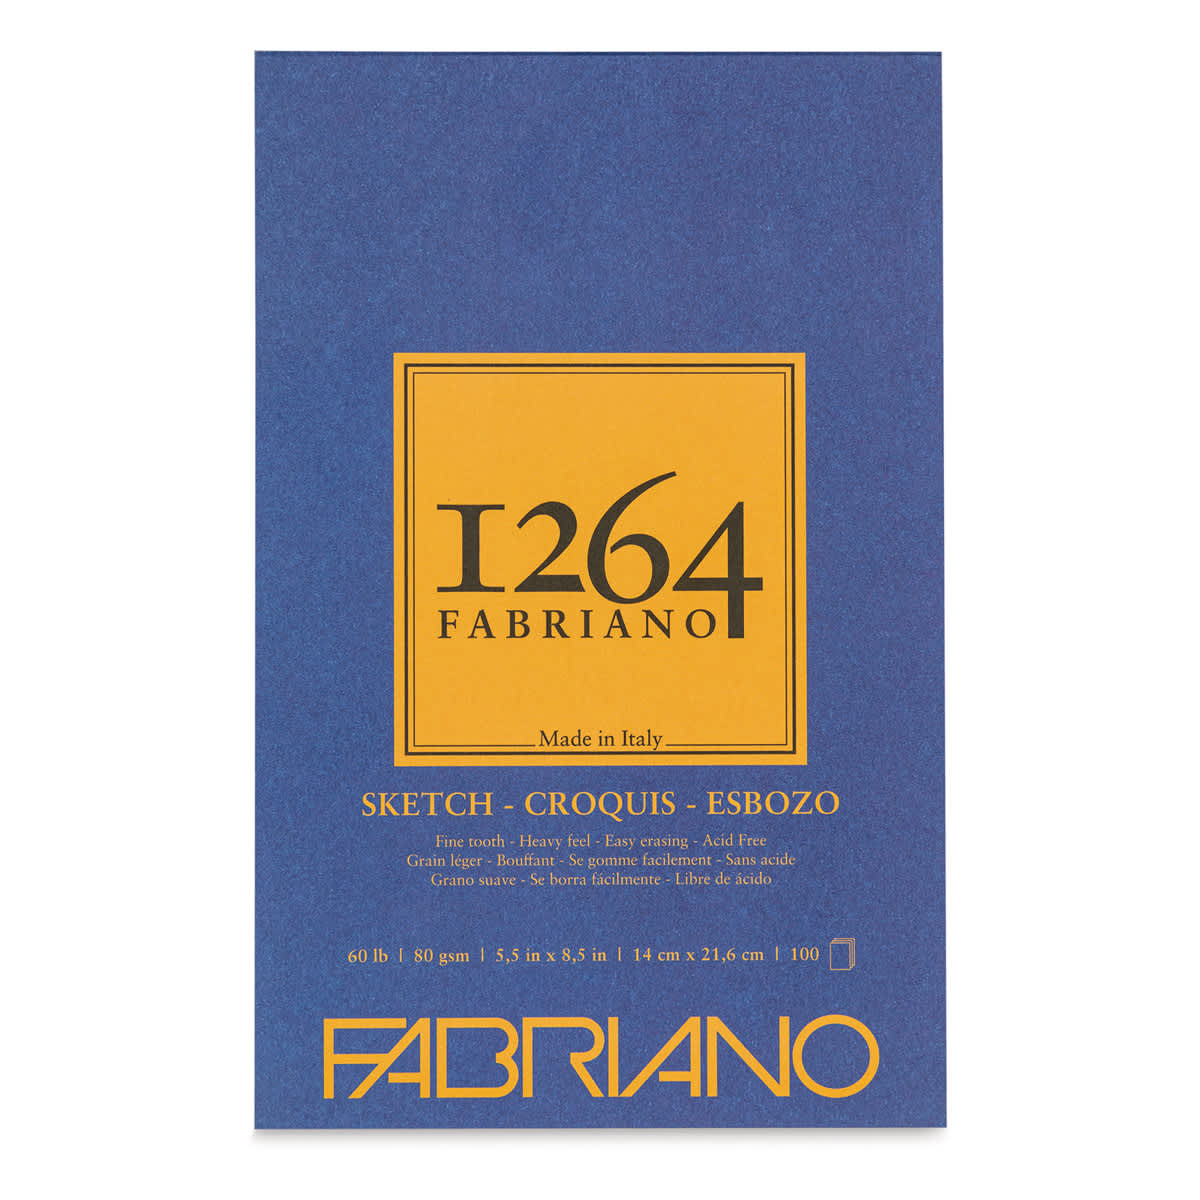 1264
FABRIANO
Made in Italy
SKETCH - CROQUIS - ESBOZO
Fine tooth - Heavy feel - Easy erasing - Acid Free
Grain léger - Bouffant - Se gomme facilement - Sans acide
Grano suave - Se borra fácilmente - Libre de ácido
60 lb | 80 gsm | 5,5 in x 8,5 in | 14 cm x 21,6 cm | 100
FABRIANO